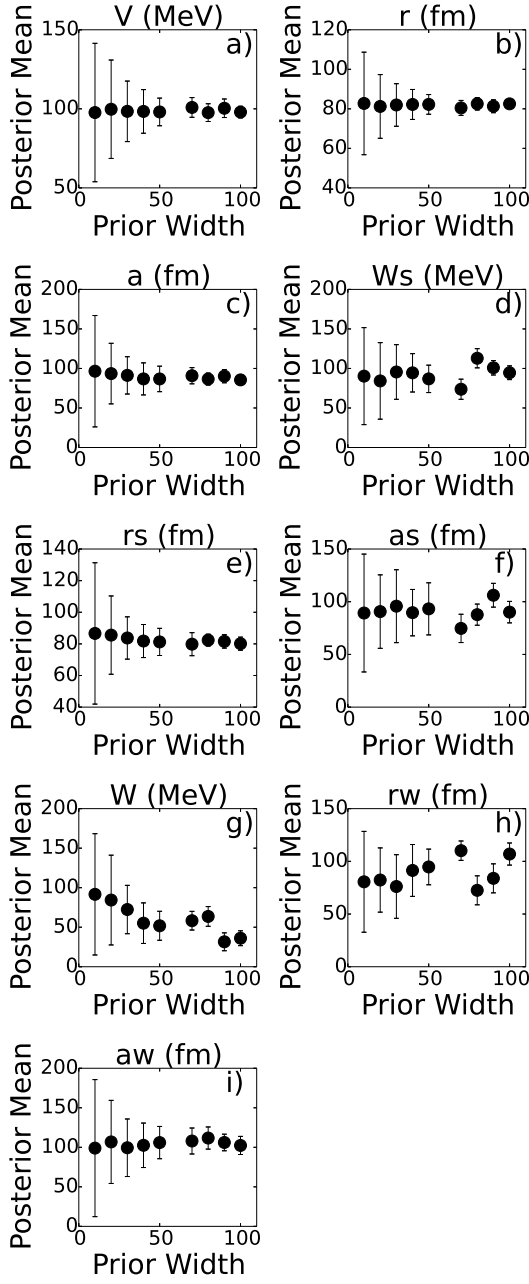 V (MeV)
a)
Posterior Mean
150
100
50
0 50 100
Prior Width
r (fm)
b)
Posterior Mean
120
100
80
60
40
0 50 100
Prior Width
a (fm)
c)
Posterior Mean
200
150
100
50
0
0 50 100
Prior Width
Ws (MeV)
d)
Posterior Mean
200
150
100
50
0
0 50 100
Prior Width
rs (fm)
e)
Posterior Mean
140
120
100
80
60
40
0 50 100
Prior Width
as (fm)
f)
Posterior Mean
150
100
50
0
0 50 100
Prior Width
W (MeV)
g)
Posterior Mean
200
150
100
50
0
0 50 100
Prior Width
rw (fm)
h)
Posterior Mean
150
100
50
0
0 50 100
Prior Width
aw (fm)
i)
Posterior Mean
200
150
100
50
0
0 50 100
Prior Width